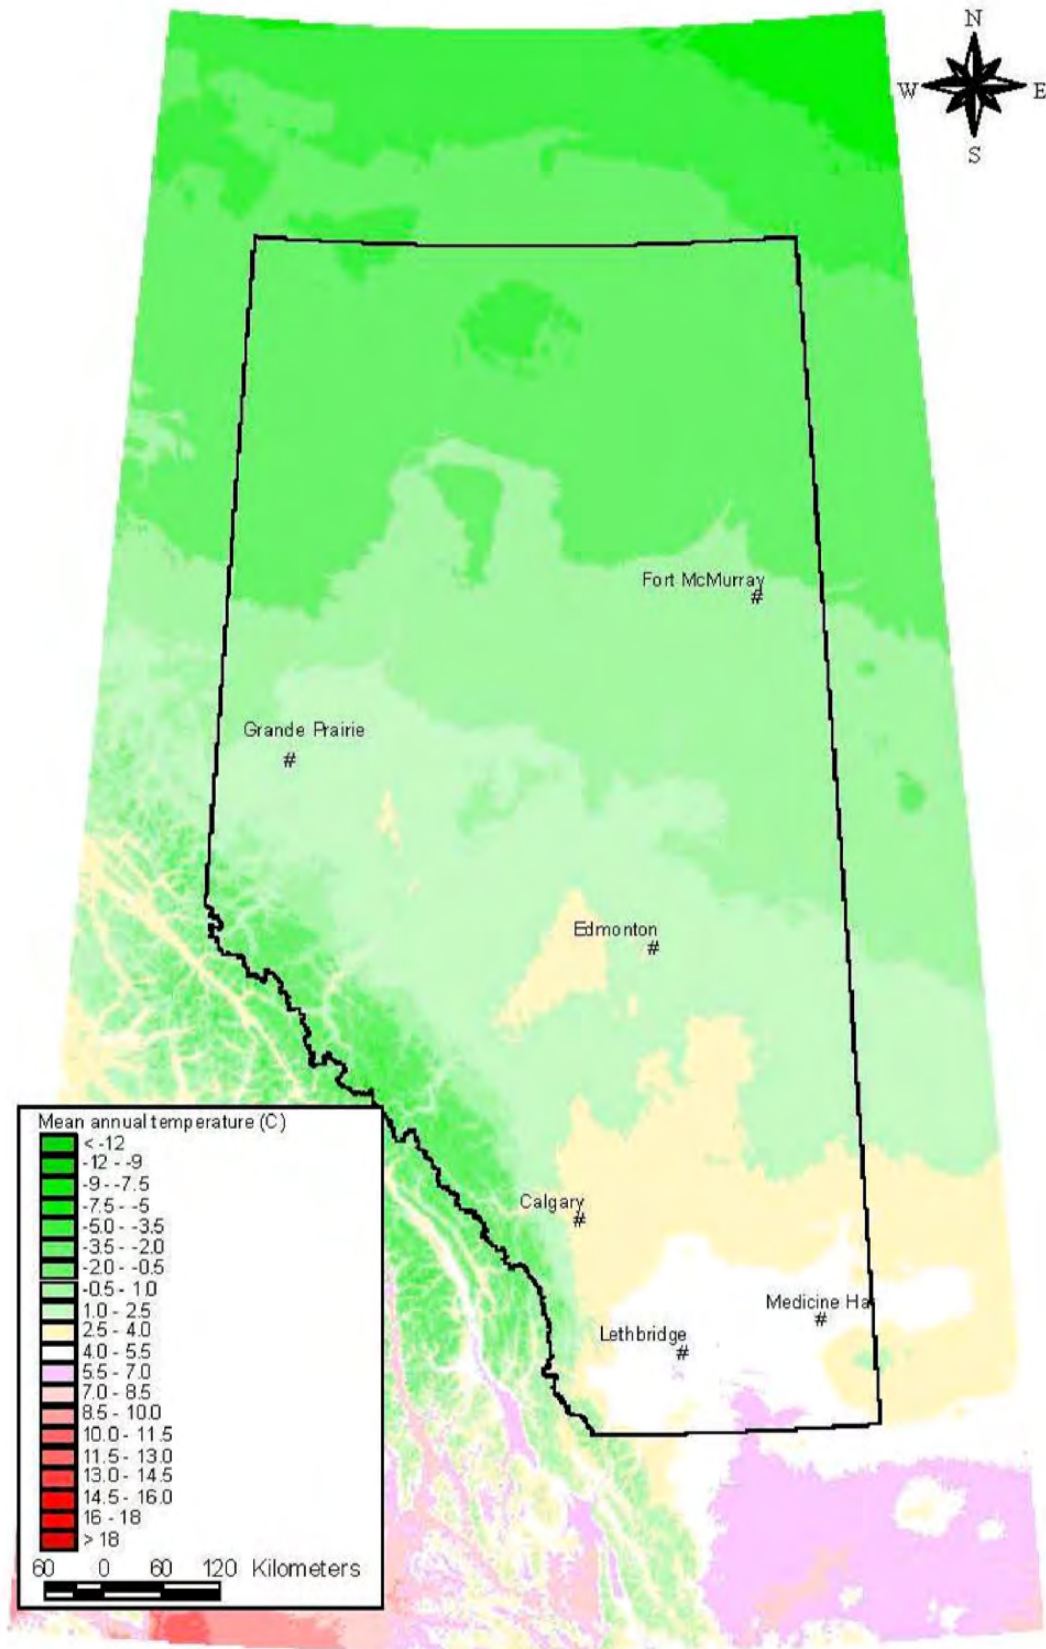 N
W E
S
Fort McMurray
#
Grande Prairie
#
Edmonton
#
Mean annual temperature (C)
< -12
-12 - -9
-9 - -7.5
-7.5 - -5
-5.0 - -3.5
-3.5 - -2.0
-2.0 - -0.5
-0.5 - 1.0
1.0 - 2.5
2.5 - 4.0
4.0 - 5.5
5.5 - 7.0
7.0 - 8.5
8.5 - 10.0
10.0 - 11.5
11.5 - 13.0
13.0 - 14.5
14.5 - 16.0
16 - 18
> 18
60 0 60 120 Kilometers
Calgary
#
Medicine Ha
#
Lethbridge
#